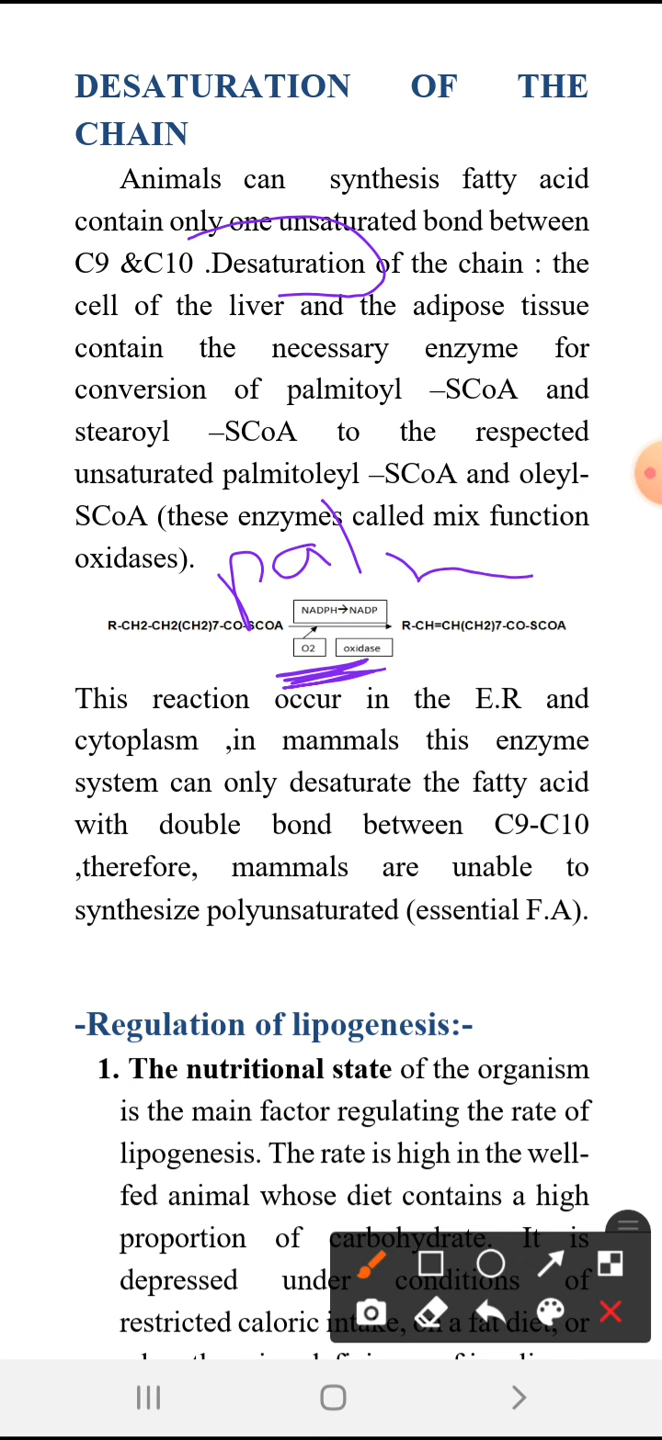 DESATURATION OF THE
CHAIN
Animals can synthesis fatty acid
contain only one unsaturated bond between
C9 &C10 .Desaturation of the chain : the
cell of the liver and the adipose tissue
contain the necessary enzyme for
conversion of palmitoyl –SCoA and
stearoyl –SCoA to the respected
unsaturated palmitoleyl –SCoA and oleyl-
SCoA (these enzymes called mix function
oxidases).
pal
NADPH→NADP
R-CH2-CH2(CH2)7-CO-SCOA R-CH=CH(CH2)7-CO-SCOA
O2 oxidase
This reaction occur in the E.R and
cytoplasm ,in mammals this enzyme
system can only desaturate the fatty acid
with double bond between C9-C10
,therefore, mammals are unable to
synthesize polyunsaturated (essential F.A).
-Regulation of lipogenesis:-
1. The nutritional state of the organism
is the main factor regulating the rate of
lipogenesis. The rate is high in the well-
fed animal whose diet contains a high
proportion of carbohydrate. It is
depressed under conditions of
restricted caloric intake, on a fat diet, or